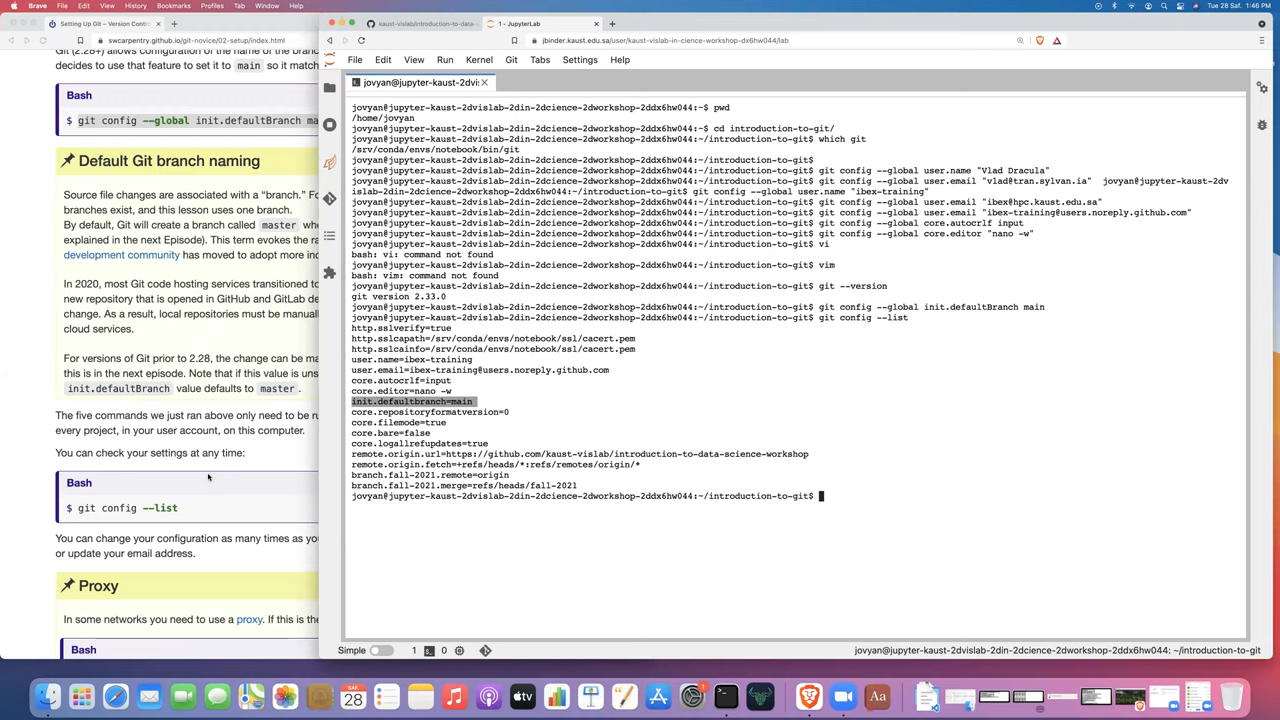 Brave File Edit View History Bookmarks Profiles Tab Window Help
Tue 28 Sep. 1:46 PM
Setting Up Git – Version Contro
swcarpentry.github.io/git-novice/02-setup/index.html
Git (2.28+) allows configuration of the name of the branc
decides to use that feature to set it to main so it match
Bash
$ git config --global init.defaultBranch ma
Default Git branch naming
Source file changes are associated with a “branch.” Fo
branches exist, and this lesson uses one branch.
By default, Git will create a branch called master whe
explained in the next Episode). This term evokes the ra
development community has moved to adopt more inc
In 2020, most Git code hosting services transitioned to
new repository that is opened in GitHub and GitLab de
change. As a result, local repositories must be manually
cloud services.
For versions of Git prior to 2.28, the change can be ma
this is in the next episode. Note that if this value is uns
init.defaultBranch value defaults to master.
The five commands we just ran above only need to be ru
every project, in your user account, on this computer.
You can check your settings at any time:
Bash
$ git config --list
You can change your configuration as many times as you
or update your email address.
Proxy
In some networks you need to use a proxy. If this is the
Bash
kaust-vislab/introduction-to-data-
1 - JupyterLab
jbinder.kaust.edu.sa/user/kaust-vislab-in-cience-workshop-dx6hw044/lab
File Edit View Run Kernel Git Tabs Settings Help
jovyan@jupyter-kaust-2dvis
jovyan@jupyter-kaust-2dvislab-2din-2dcience-2dworkshop-2ddx6hw044:~$ pwd
/home/jovyan
jovyan@jupyter-kaust-2dvislab-2din-2dcience-2dworkshop-2ddx6hw044:~$ cd introduction-to-git/
jovyan@jupyter-kaust-2dvislab-2din-2dcience-2dworkshop-2ddx6hw044:~/introduction-to-git$ which git
/srv/conda/envs/notebook/bin/git
jovyan@jupyter-kaust-2dvislab-2din-2dcience-2dworkshop-2ddx6hw044:~/introduction-to-git$
jovyan@jupyter-kaust-2dvislab-2din-2dcience-2dworkshop-2ddx6hw044:~/introduction-to-git$ git config --global user.name "Vlad Dracula"
jovyan@jupyter-kaust-2dvislab-2din-2dcience-2dworkshop-2ddx6hw044:~/introduction-to-git$ git config --global user.email "vlad@tran.sylvan.ia" jovyan@jupyter-kaust-2dv
islab-2din-2dcience-2dworkshop-2ddx6hw044:~/introduction-to-git$ git config --global user.name "ibex-training"
jovyan@jupyter-kaust-2dvislab-2din-2dcience-2dworkshop-2ddx6hw044:~/introduction-to-git$ git config --global user.email "ibex@hpc.kaust.edu.sa"
jovyan@jupyter-kaust-2dvislab-2din-2dcience-2dworkshop-2ddx6hw044:~/introduction-to-git$ git config --global user.email "ibex-training@users.noreply.github.com"
jovyan@jupyter-kaust-2dvislab-2din-2dcience-2dworkshop-2ddx6hw044:~/introduction-to-git$ git config --global core.autocrlf input
jovyan@jupyter-kaust-2dvislab-2din-2dcience-2dworkshop-2ddx6hw044:~/introduction-to-git$ git config --global core.editor "nano -w"
jovyan@jupyter-kaust-2dvislab-2din-2dcience-2dworkshop-2ddx6hw044:~/introduction-to-git$ vi
bash: vi: command not found
jovyan@jupyter-kaust-2dvislab-2din-2dcience-2dworkshop-2ddx6hw044:~/introduction-to-git$ vim
bash: vim: command not found
jovyan@jupyter-kaust-2dvislab-2din-2dcience-2dworkshop-2ddx6hw044:~/introduction-to-git$ git --version
git version 2.33.0
jovyan@jupyter-kaust-2dvislab-2din-2dcience-2dworkshop-2ddx6hw044:~/introduction-to-git$ git config --global init.defaultBranch main
jovyan@jupyter-kaust-2dvislab-2din-2dcience-2dworkshop-2ddx6hw044:~/introduction-to-git$ git config --list
http.sslverify=true
http.sslcapath=/srv/conda/envs/notebook/ssl/cacert.pem
http.sslcainfo=/srv/conda/envs/notebook/ssl/cacert.pem
user.name=ibex-training
user.email=ibex-training@users.noreply.github.com
core.autocrlf=input
core.editor=nano -w
init.defaultbranch=main
core.repositoryformatversion=0
core.filemode=true
core.bare=false
core.logallrefupdates=true
remote.origin.url=https://github.com/kaust-vislab/introduction-to-data-science-workshop
remote.origin.fetch=+refs/heads/*:refs/remotes/origin/*
branch.fall-2021.remote=origin
branch.fall-2021.merge=refs/heads/fall-2021
jovyan@jupyter-kaust-2dvislab-2din-2dcience-2dworkshop-2ddx6hw044:~/introduction-to-git$
Simple 1 0
jovyan@jupyter-kaust-2dvislab-2din-2dcience-2dworkshop-2ddx6hw044: ~/introduction-to-git
SAL
28
tv
Aa